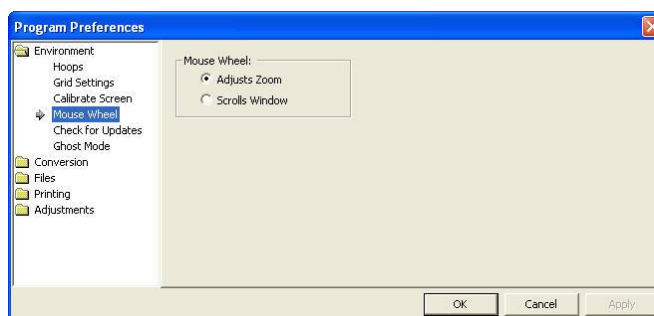 Program Preferences
Environment
Hoops
Grid Settings
Calibrate Screen
Mouse Wheel
Check for Updates
Ghost Mode
Conversion
Files
Printing
Adjustments
Mouse Wheel:
Adjusts Zoom
Scrolls Window
OK
Cancel
Apply